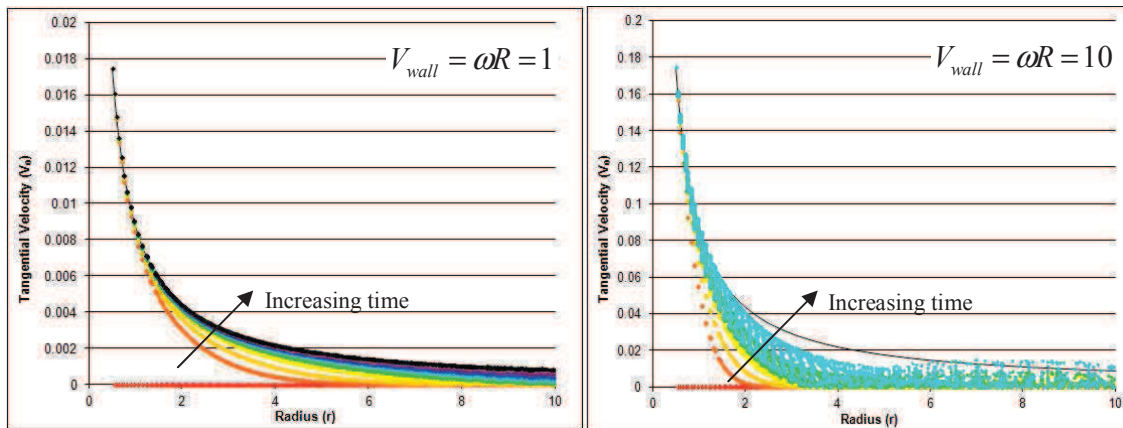 0.02
0.018
0.016
0.014
0.012
0.01
0.008
0.006
0.004
0.002
0
Tangential Velocity (Vθ)
V_wall = ωR = 1
Increasing time
0 2 4 6 8 10
Radius (r)
0.2
0.18
0.16
0.14
0.12
0.1
0.08
0.06
0.04
0.02
0
Tangential Velocity (Vθ)
V_wall = ωR = 10
Increasing time
0 2 4 6 8 10
Radius (r)